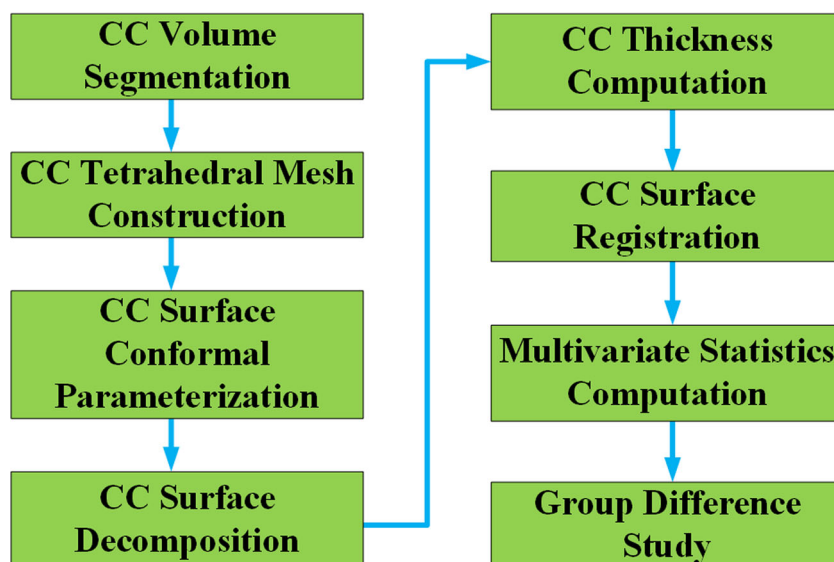 CC Volume
Segmentation
CC Tetrahedral Mesh
Construction
CC Surface
Conformal
Parameterization
CC Surface
Decomposition
CC Thickness
Computation
CC Surface
Registration
Multivariate Statistics
Computation
Group Difference
Study